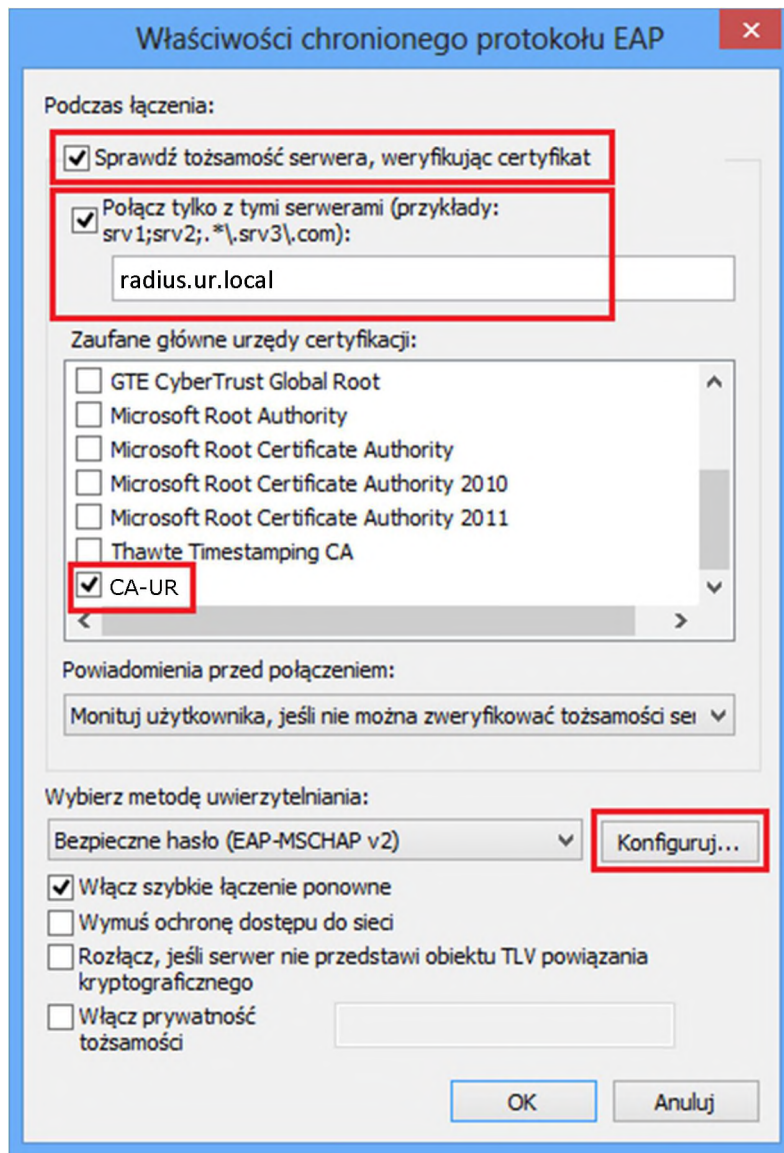 Właściwości chronionego protokołu EAP
Podczas łączenia:
Sprawdź tożsamość serwera, weryfikując certyfikat
Połącz tylko z tymi serwerami (przykłady:
srv1;srv2;.*\.srv3\.com):
radius.ur.local
Zaufane główne urzędy certyfikacji:
GTE CyberTrust Global Root
Microsoft Root Authority
Microsoft Root Certificate Authority
Microsoft Root Certificate Authority 2010
Microsoft Root Certificate Authority 2011
Thawte Timestamping CA
CA-UR
Powiadomienia przed połączeniem:
Monituj użytkownika, jeśli nie można zweryfikować tożsamości ser
Wybierz metodę uwierzytelniania:
Bezpieczne hasło (EAP-MSCHAP v2)
Konfiguruj...
Włącz szybkie łączenie ponowne
Wymuś ochronę dostępu do sieci
Rozłącz, jeśli serwer nie przedstawi obiektu TLV powiązania
kryptograficznego
Włącz prywatność
tożsamości
OK
Anuluj